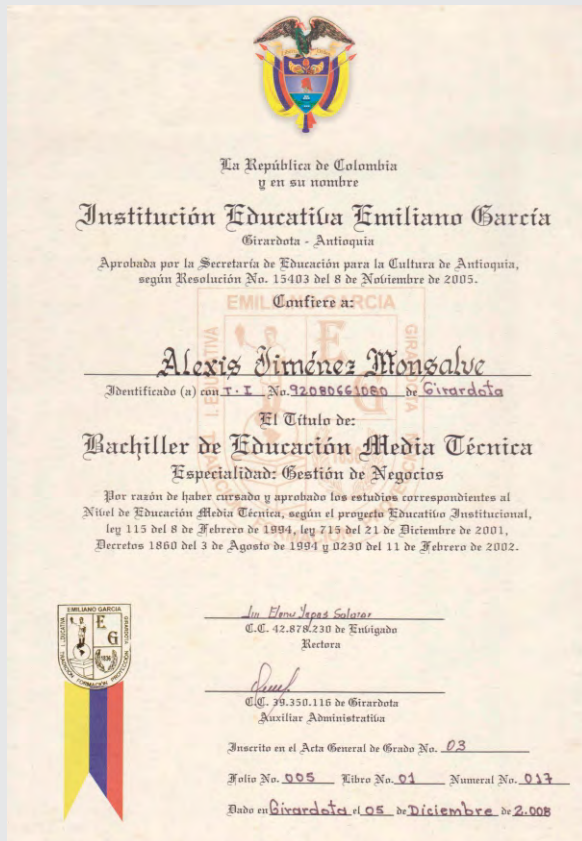 La República de Colombia
y en su nombre
Institución Educativa Emiliano García
Girardota - Antioquia
Aprobada por la Secretaría de Educación para la Cultura de Antioquia,
según Resolución No. 15403 del 8 de Noviembre de 2005.
Confiere a:
EMILIANO GARCIA
Alexis Jiménez Monsalve
Identificado (a) con T.I No. 92080661080 de Girardota
El Título de:
Bachiller de Educación Media Técnica
Especialidad: Gestión de Negocios
Por razón de haber cursado y aprobado los estudios correspondientes al
Nivel de Educación Media Técnica, según el proyecto Educativo Institucional,
ley 115 del 8 de Febrero de 1994, ley 715 del 21 de Diciembre de 2001,
Decretos 1860 del 3 de Agosto de 1994 y 0230 del 11 de Febrero de 2002.
EMILIANO GARCIA
E
G
GIRARDOTA
FORMACION
C.C. 42.878.230 de Envigado
Rectora
C.C. 39.350.116 de Girardota
Auxiliar Administrativa
Inscrito en el Acta General de Grado No. 03
Folio No. 005 Libro No. 01 Numeral No. 017
Dado en Girardota el 05 de Diciembre de 2.008